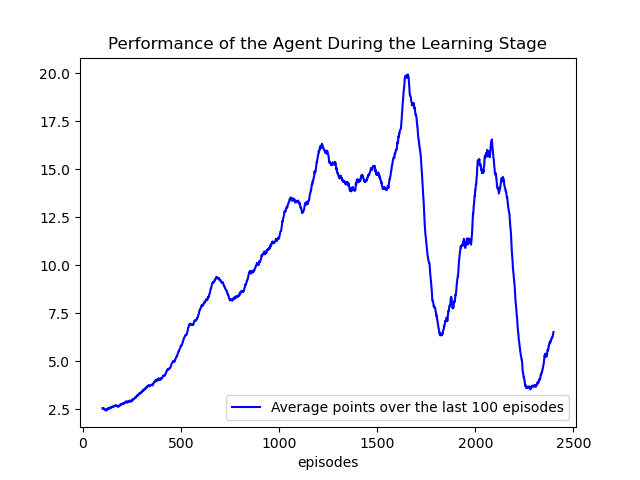 Performance of the Agent During the Learning Stage
20.0
17.5
15.0
12.5
10.0
7.5
5.0
2.5
Average points over the last 100 episodes
0 500 1000 1500 2000 2500
episodes